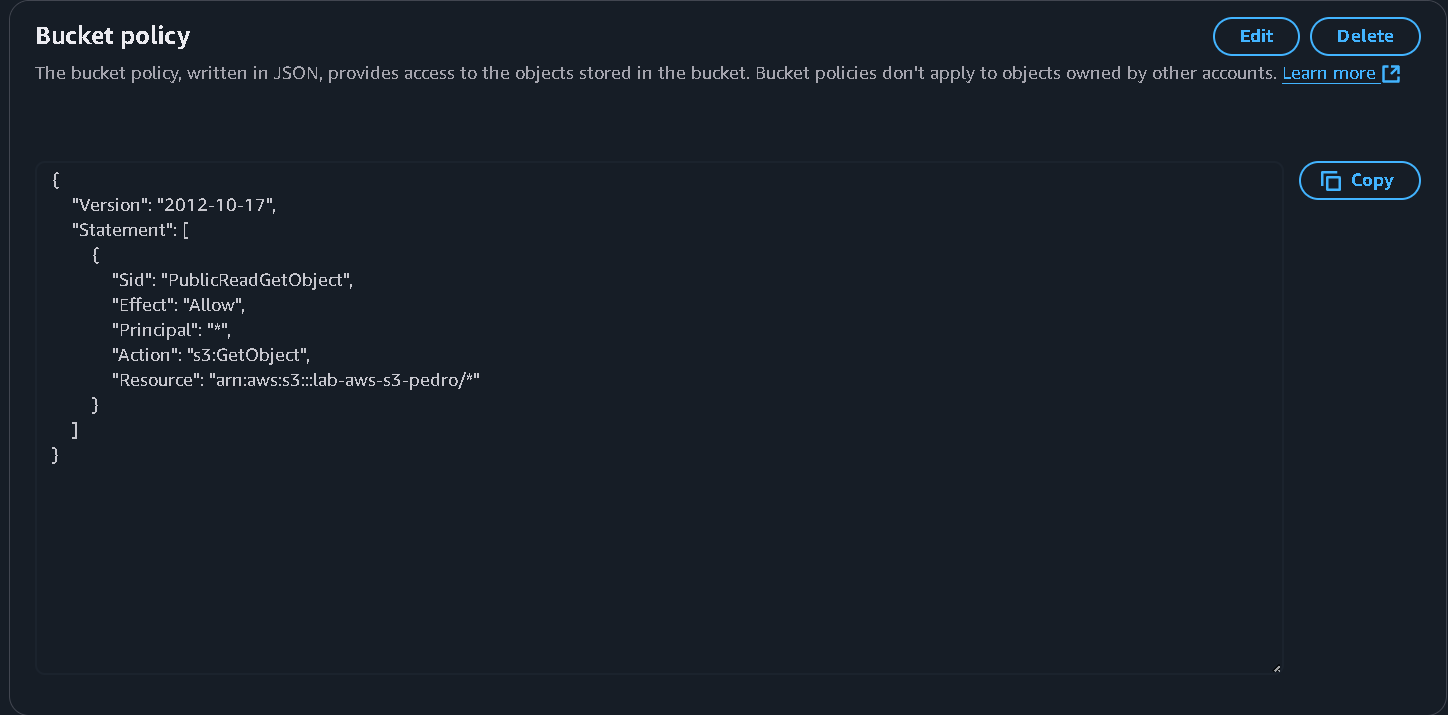 Bucket policy
Edit
Delete
The bucket policy, written in JSON, provides access to the objects stored in the bucket. Bucket policies don't apply to objects owned by other accounts. Learn more
Copy
{
"Version": "2012-10-17",
"Statement": [
{
"Sid": "PublicReadGetObject",
"Effect": "Allow",
"Principal": "*",
"Action": "s3:GetObject",
"Resource": "arn:aws:s3:::lab-aws-s3-pedro/*"
}
]
}